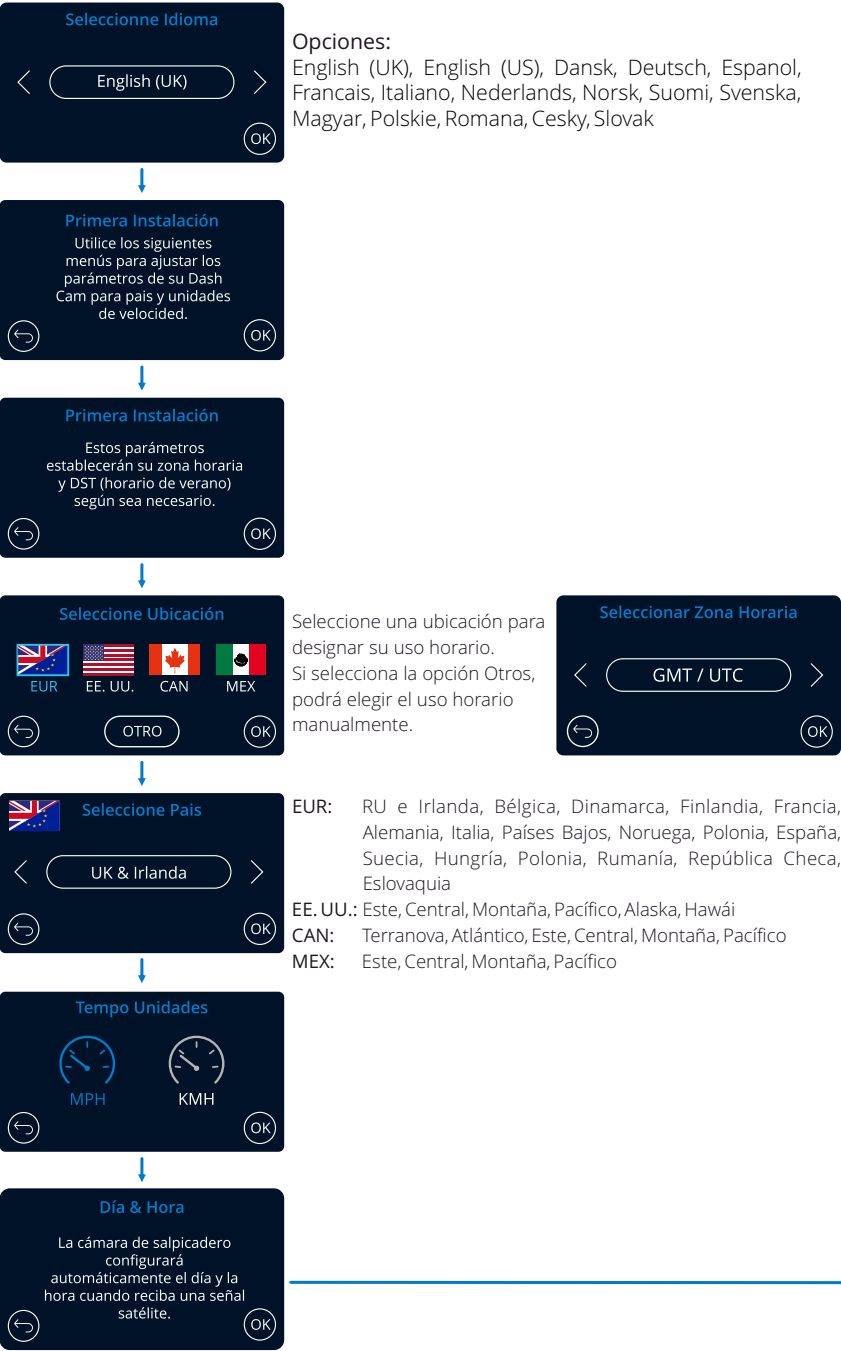 Seleccionne Idioma
English (UK)
OK
Opciones:
English (UK), English (US), Dansk, Deutsch, Espanol,
Francais, Italiano, Nederlands, Norsk, Suomi, Svenska,
Magyar, Polskie, Romana, Cesky, Slovak
Primera Instalación
Utilice los siguientes
menús para ajustar los
parámetros de su Dash
Cam para pais y unidades
de velocided.
OK
Primera Instalación
Estos parámetros
establecerán su zona horaria
y DST (horario de verano)
según sea necesario.
OK
Seleccione Ubicación
EUR EE. UU. CAN MEX
OTRO OK
Seleccione una ubicación para
designar su uso horario.
Si selecciona la opción Otros,
podrá elegir el uso horario
manualmente.
Seleccionar Zona Horaria
GMT / UTC
OK
Seleccione Pais
UK & Irlanda
OK
EUR: RU e Irlanda, Bélgica, Dinamarca, Finlandia, Francia,
Alemania, Italia, Países Bajos, Noruega, Polonia, España,
Suecia, Hungría, Polonia, Rumanía, República Checa,
Eslovaquia
EE. UU.: Este, Central, Montaña, Pacífico, Alaska, Hawái
CAN: Terranova, Atlántico, Este, Central, Montaña, Pacífico
MEX: Este, Central, Montaña, Pacífico
Tempo Unidades
MPH KMH
OK
Día & Hora
La cámara de salpicadero
configurará
automáticamente el día y la
hora cuando reciba una señal
satélite.
OK